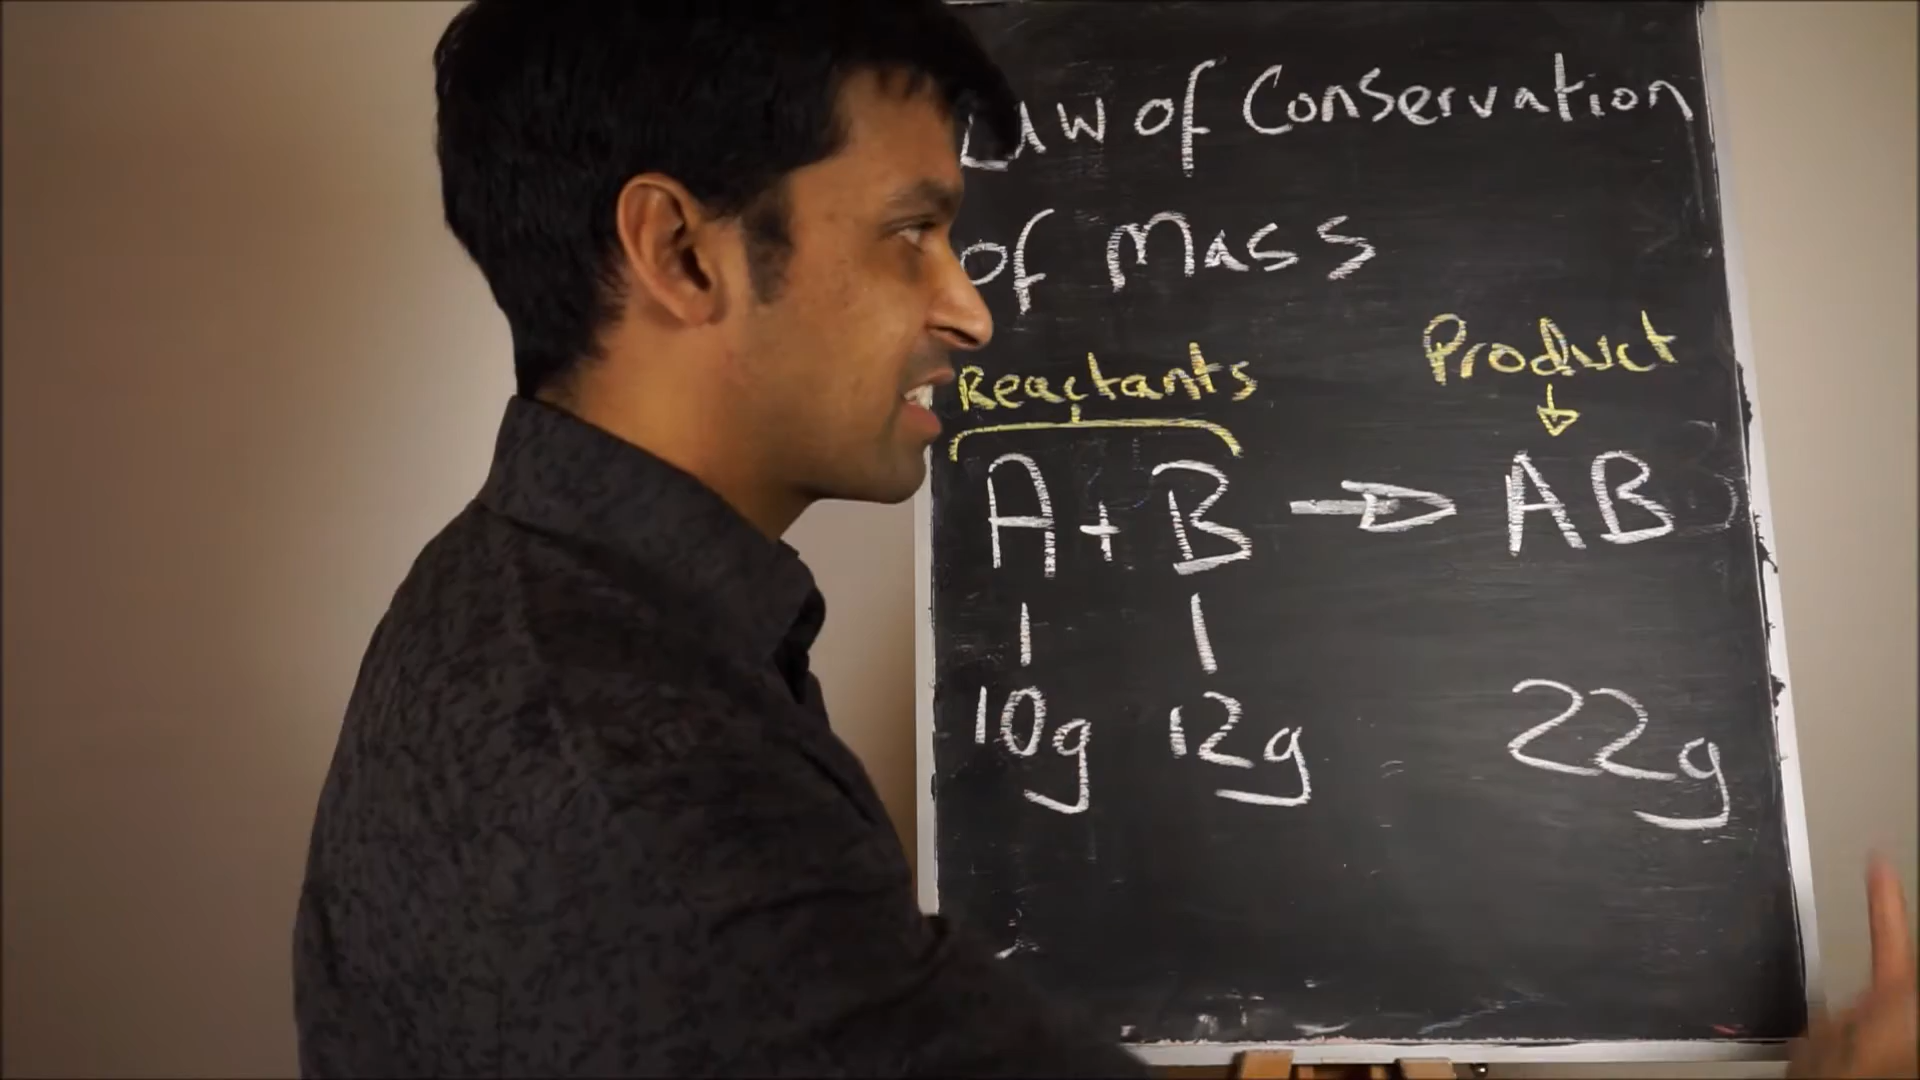 Law of Conservation
of Mass
Reactants Product
A + B → AB
10g 12g 22g